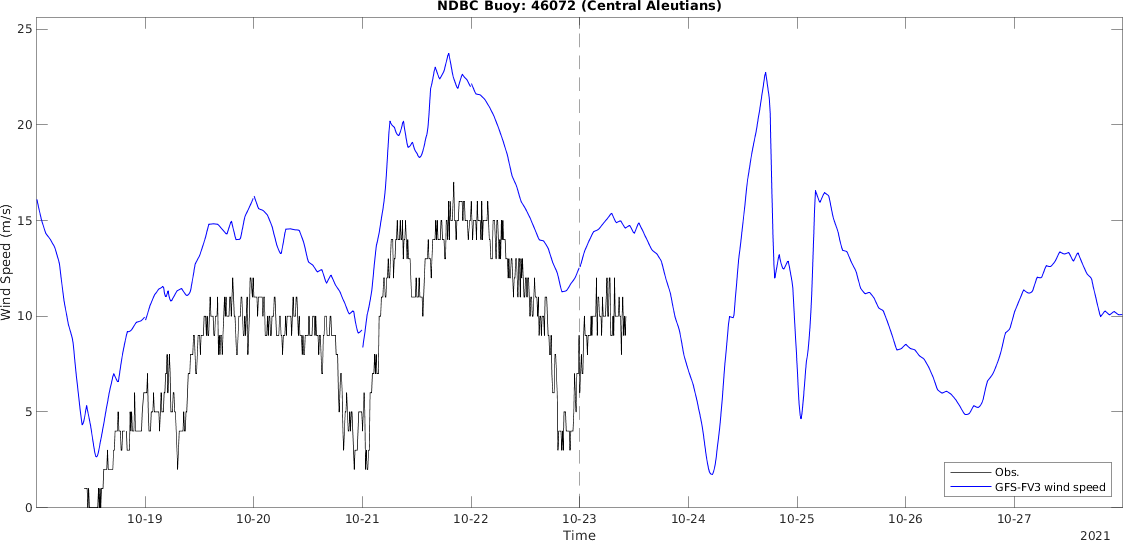 NDBC Buoy: 46072 (Central Aleutians)
25
20
15
10
5
0
Wind Speed (m/s)
10-19 10-20 10-21 10-22 10-23 10-24 10-25 10-26 10-27
Time
2021
Obs.
GFS-FV3 wind speed